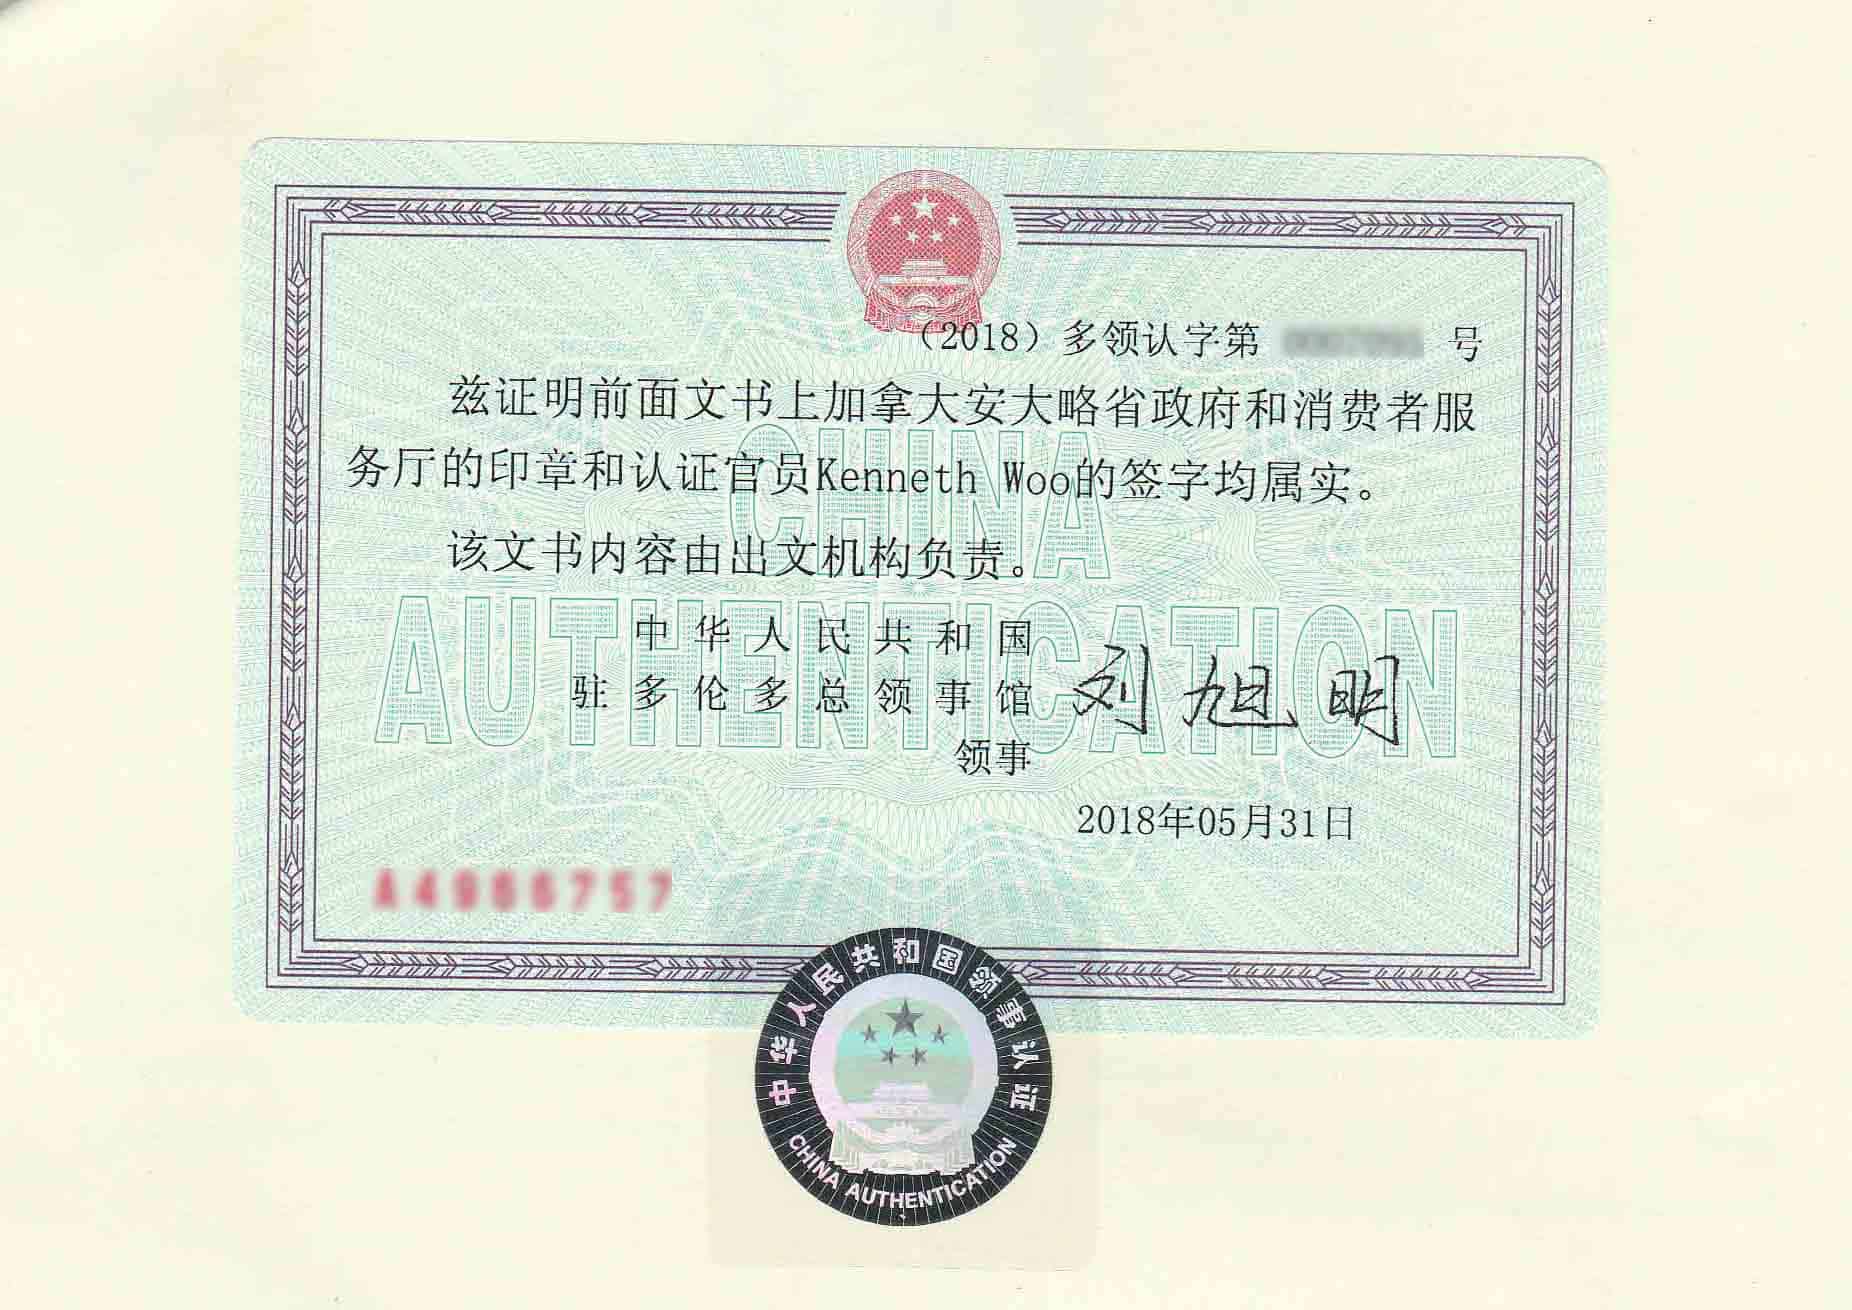 （2018）多领认字第 号
兹证明前面文书上加拿大安大略省政府和消费者服
务厅的印章和认证官员Kenneth Woo的签字均属实。
该文书内容由出文机构负责。
中华人民共和国
驻多伦多总领事馆 刘旭明
领事
2018年05月31日
CHINA
AUTHENTICATION
中华人民共和国领事认证
CHINA AUTHENTICATION